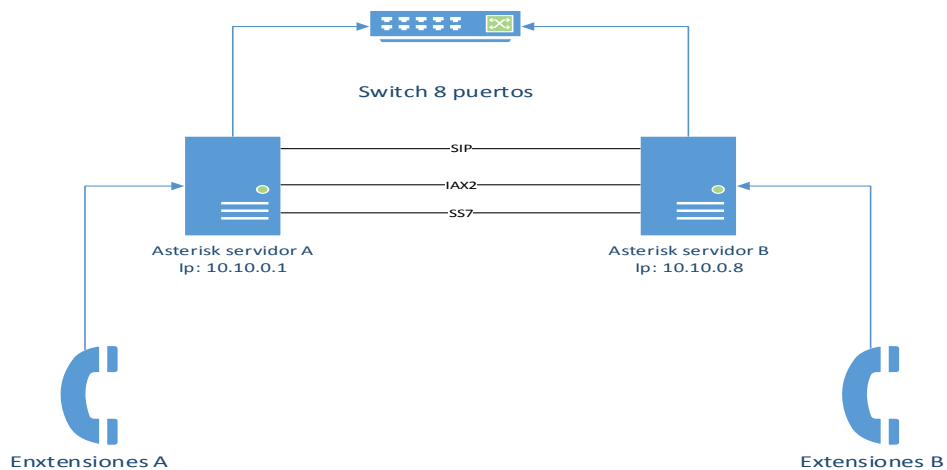 Switch 8 puertos
SIP
IAX2
SS7
Asterisk servidor A
Ip: 10.10.0.1
Asterisk servidor B
Ip: 10.10.0.8
Enxtensiones A
Extensiones B